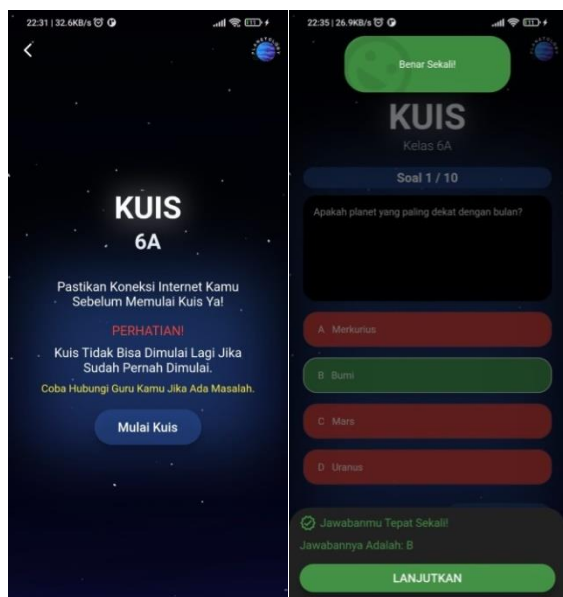 22:31 | 32.6KB/s
KUIS
6A
Pastikan Koneksi Internet Kamu
Sebelum Memulai Kuis Ya!
PERHATIAN!
Kuis Tidak Bisa Dimulai Lagi Jika
Sudah Pernah Dimulai.
Coba Hubungi Guru Kamu Jika Ada Masalah.
Mulai Kuis
22:35 | 26.9KB/s
Benar Sekali!
KUIS
Kelas 6A
Soal 1 / 10
Apakah planet yang paling dekat dengan bulan?
A Merkurius
B Bumi
C Mars
D Uranus
Jawabanmu Tepat Sekali!
Jawabannya Adalah: B
LANJUTKAN